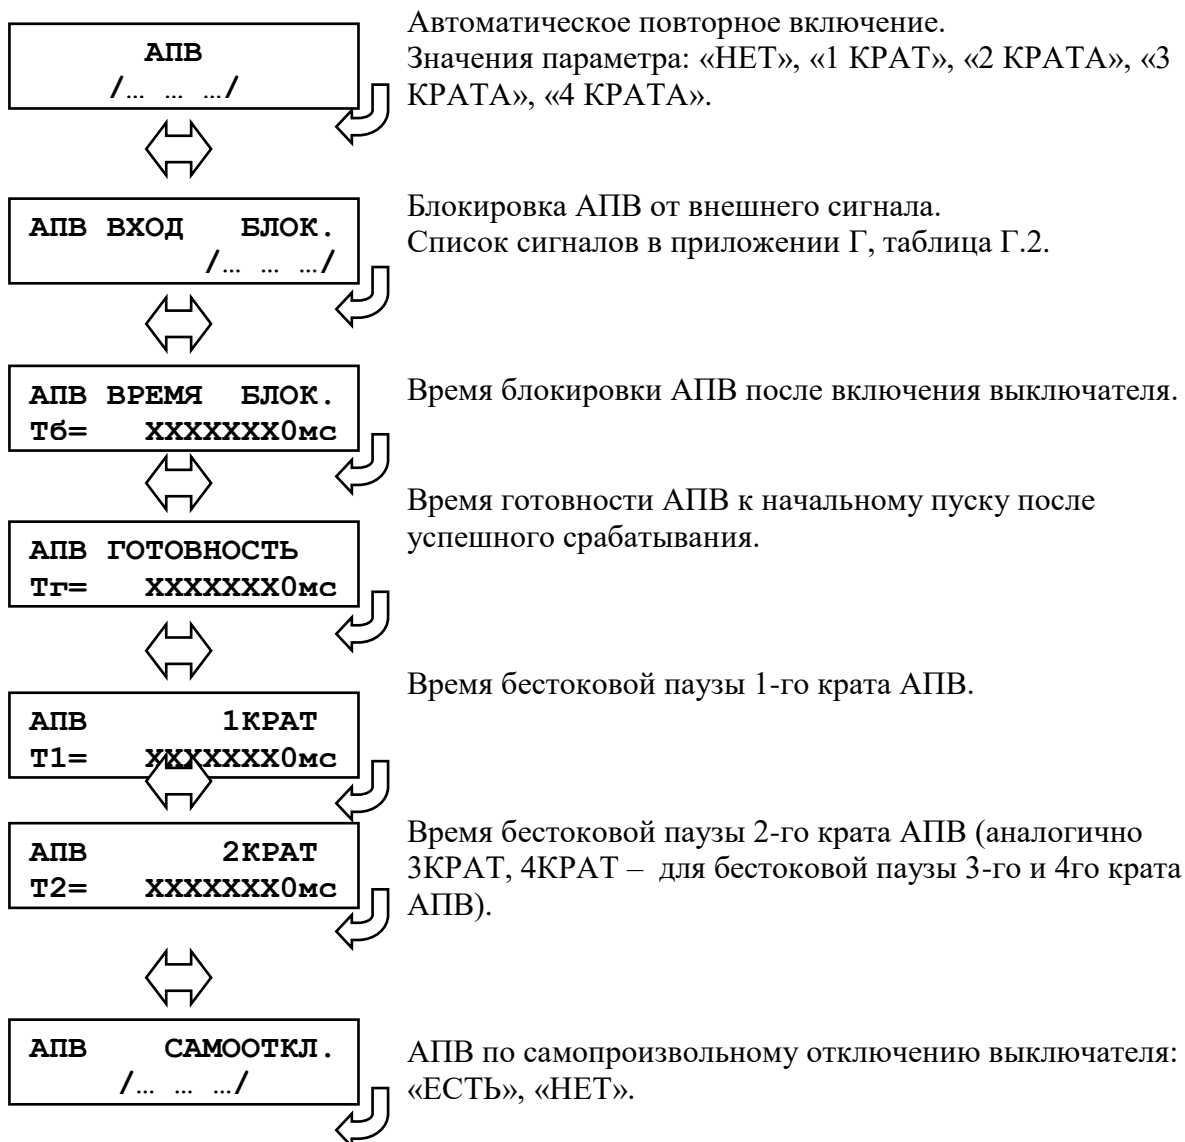 АПВ
/… … …/
Автоматическое повторное включение.
Значения параметра: «НЕТ», «1 КРАТ», «2 КРАТА», «3
КРАТА», «4 КРАТА».
АПВ ВХОД БЛОК.
/… … …/
Блокировка АПВ от внешнего сигнала.
Список сигналов в приложении Г, таблица Г.2.
АПВ ВРЕМЯ БЛОК.
Тб= XXXXXXX0мс
Время блокировки АПВ после включения выключателя.
АПВ ГОТОВНОСТЬ
Тг= XXXXXXX0мс
Время готовности АПВ к начальному пуску после
успешного срабатывания.
АПВ 1КРАТ
Т1= XXXXXXX0мс
Время бестоковой паузы 1-го крата АПВ.
АПВ 2КРАТ
Т2= XXXXXXX0мс
Время бестоковой паузы 2-го крата АПВ (аналогично
3КРАТ, 4КРАТ – для бестоковой паузы 3-го и 4го крата
АПВ).
АПВ САМООТКЛ.
/… … …/
АПВ по самопроизвольному отключению выключателя:
«ЕСТЬ», «НЕТ».